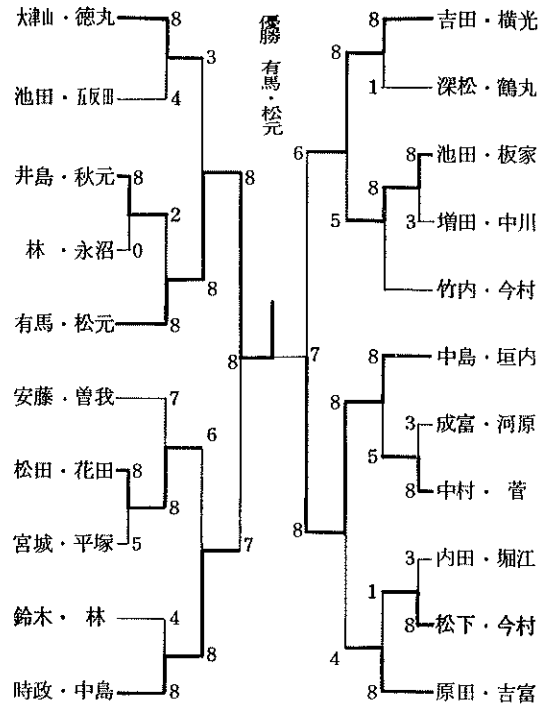 大津山・徳丸
8
3
池田・五反田
4
8
井島・秋元
8
2
林・永沼
0
8
有馬・松元
8
8
安藤・曽我
7
6
松田・花田
8
8
宮城・平塚
5
7
鈴木・林
4
8
時政・中島
8
優勝 有馬・松元
吉田・横光
8
8
深松・鶴丸
1
6
池田・板家
8
8
5
増田・中川
3
竹内・今村
7
中島・垣内
8
8
成富・河原
3
5
中村・菅
8
8
内田・堀江
3
1
松下・今村
8
4
原田・吉富
8